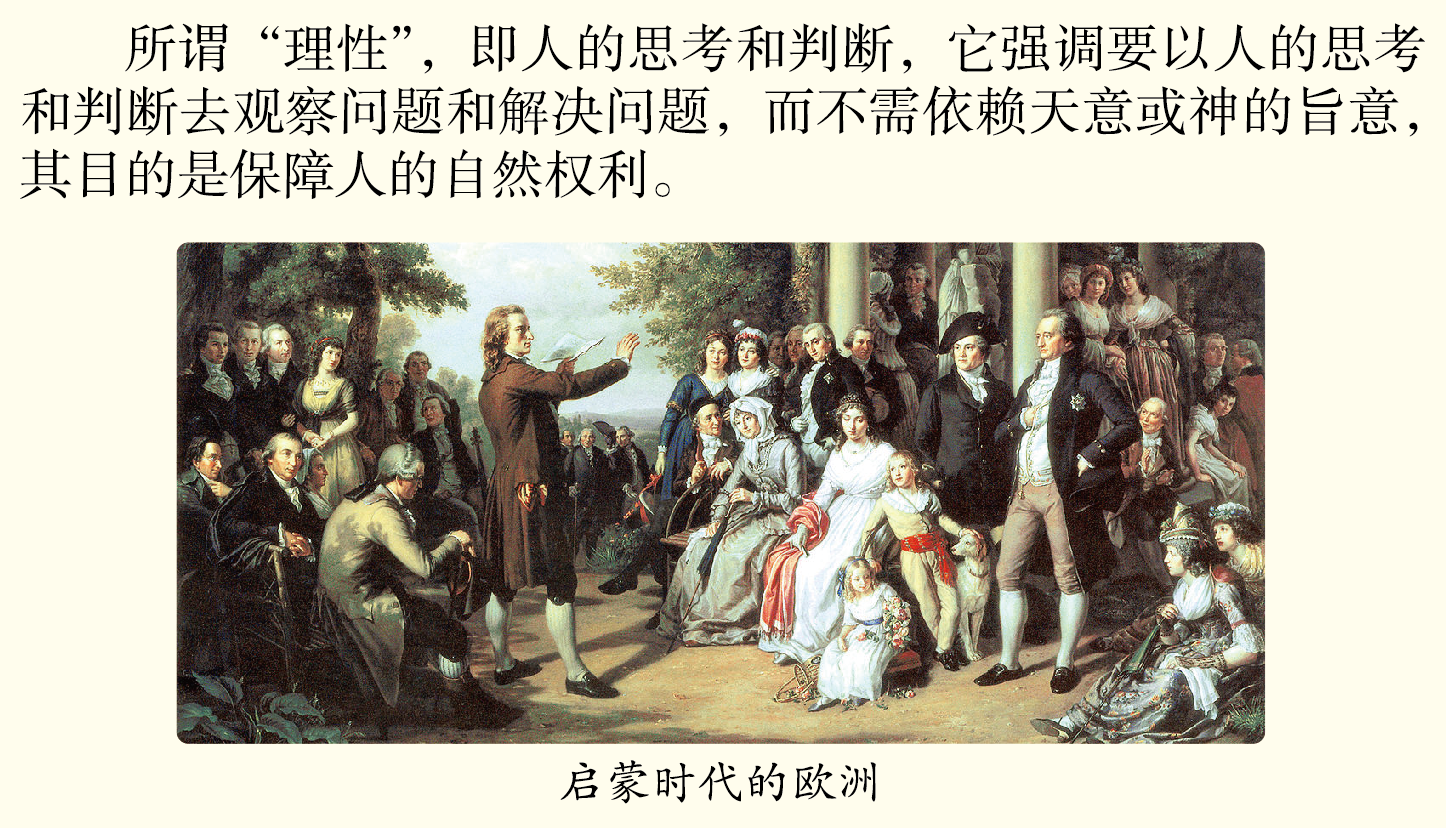 所谓“理性”，即人的思考和判断，它强调要以人的思考
和判断去观察问题和解决问题，而不需依赖天意或神的旨意，
其目的是保障人的自然权利。
启蒙时代的欧洲